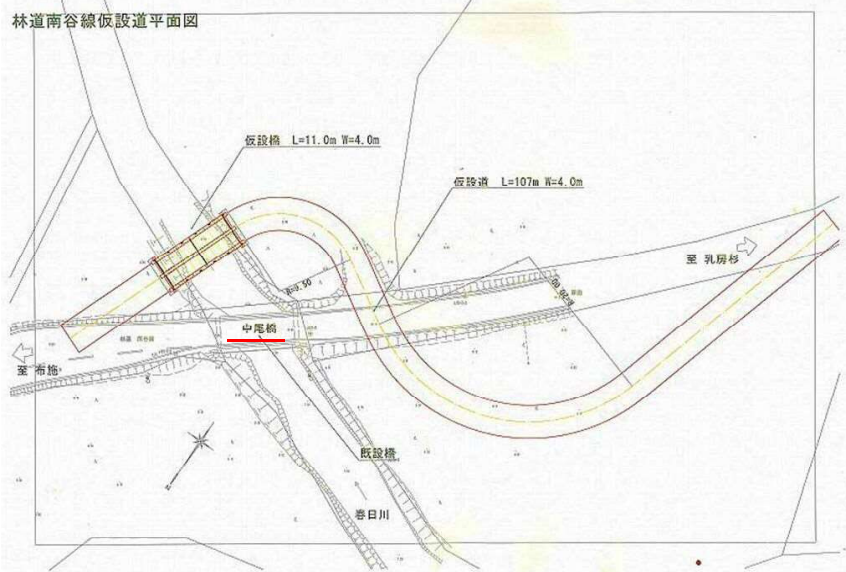 林道南谷線仮設道平面図
仮設橋 L=11.0m W=4.0m
仮設道 L=107m W=4.0m
至 乳房杉
R=9.50
中尾橋
至 布施
既設橋
春日川